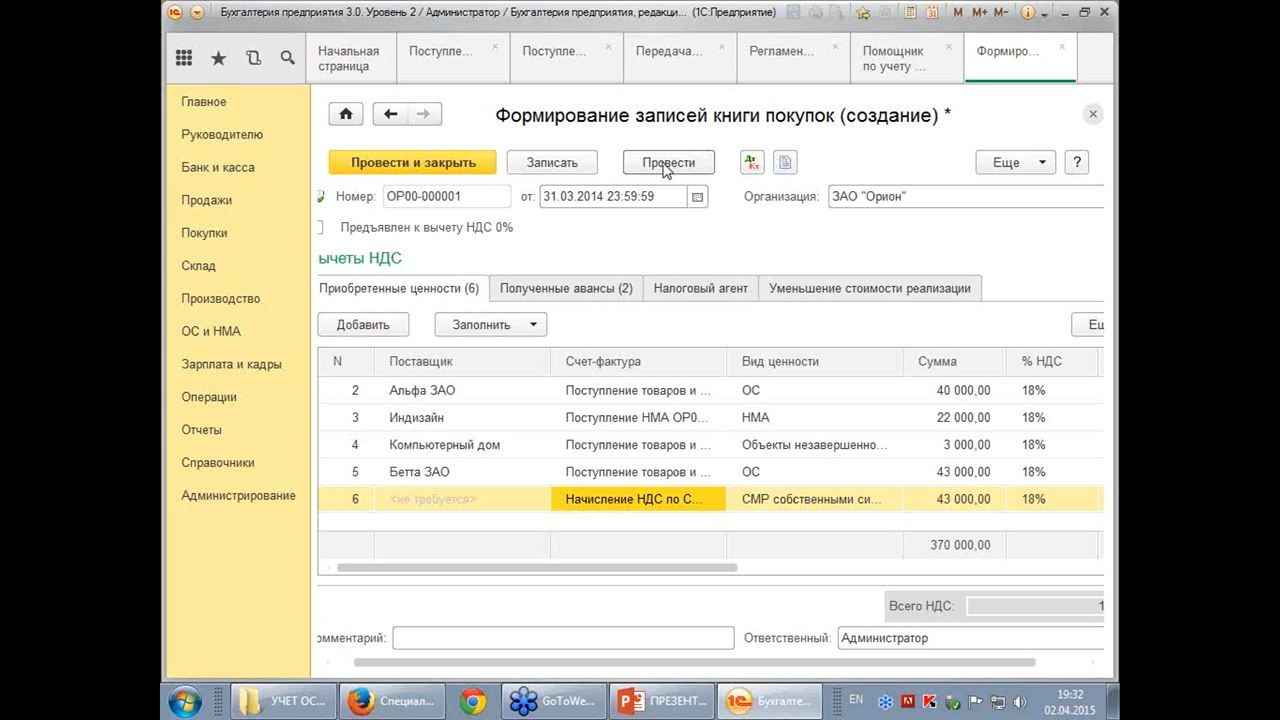 Бухгалтерия предприятия 3.0. Уровень 2 / Администратор / Бухгалтерия предприятия, редакци... (1С:Предприятие)
M M+ M-
Начальная страница
Поступле...
Поступле...
Передача...
Регламен...
Помощник по учету ...
Формиро...
Главное
Руководителю
Банк и касса
Продажи
Покупки
Склад
Производство
ОС и НМА
Зарплата и кадры
Операции
Отчеты
Справочники
Администрирование
Формирование записей книги покупок (создание) *
Провести и закрыть Записать Провести Дт Кт Еще ?
Номер: ОР00-000001 от: 31.03.2014 23:59:59 Организация: ЗАО "Орион"
Предъявлен к вычету НДС 0%
ычеты НДС
Приобретенные ценности (6) Полученные авансы (2) Налоговый агент Уменьшение стоимости реализации
Добавить Заполнить Ец
N Поставщик Счет-фактура Вид ценности Сумма % НДС
2 Альфа ЗАО Поступление товаров и ... ОС 40 000,00 18%
3 Индизайн Поступление НМА ОР0... НМА 22 000,00 18%
4 Компьютерный дом Поступление товаров и ... Объекты незавершенно... 3 000,00 18%
5 Бетта ЗАО Поступление товаров и ... ОС 43 000,00 18%
6 <не требуется> Начисление НДС по С... СМР собственными си... 43 000,00 18%
370 000,00
Всего НДС: 1
омментарий: Ответственный: Администратор
УЧЕТ ОС... Специал... GoToWe... ПРЕЗЕНТ... Бухгалте... EN 19:32
02.04.2015